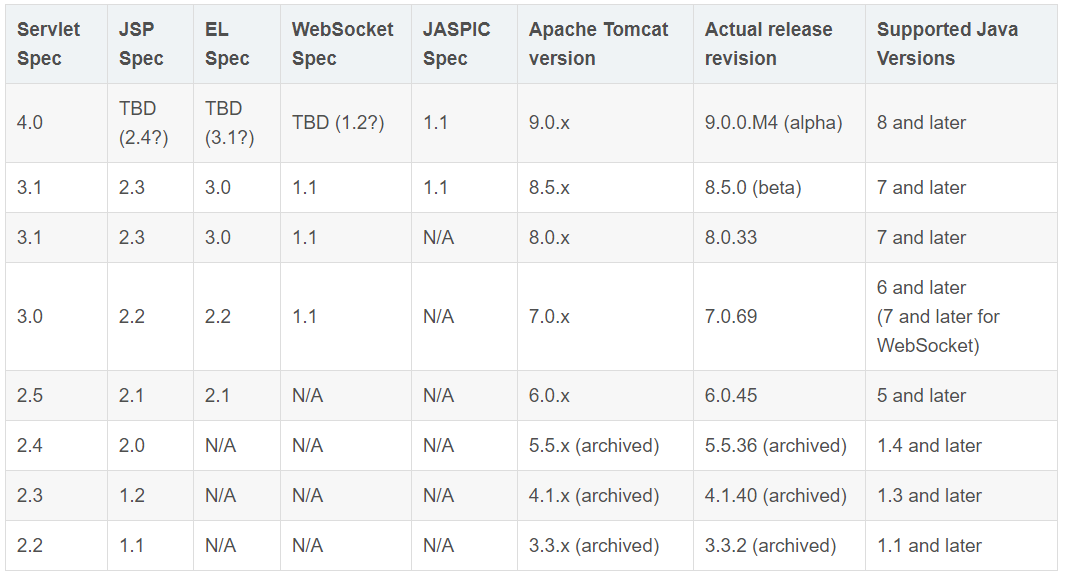 Servlet Spec JSP Spec EL Spec WebSocket Spec JASPIC Spec Apache Tomcat version Actual release revision Supported Java Versions
4.0 TBD (2.4?) TBD (3.1?) TBD (1.2?) 1.1 9.0.x 9.0.0.M4 (alpha) 8 and later
3.1 2.3 3.0 1.1 1.1 8.5.x 8.5.0 (beta) 7 and later
3.1 2.3 3.0 1.1 N/A 8.0.x 8.0.33 7 and later
3.0 2.2 2.2 1.1 N/A 7.0.x 7.0.69 6 and later (7 and later for WebSocket)
2.5 2.1 2.1 N/A N/A 6.0.x 6.0.45 5 and later
2.4 2.0 N/A N/A N/A 5.5.x (archived) 5.5.36 (archived) 1.4 and later
2.3 1.2 N/A N/A N/A 4.1.x (archived) 4.1.40 (archived) 1.3 and later
2.2 1.1 N/A N/A N/A 3.3.x (archived) 3.3.2 (archived) 1.1 and later